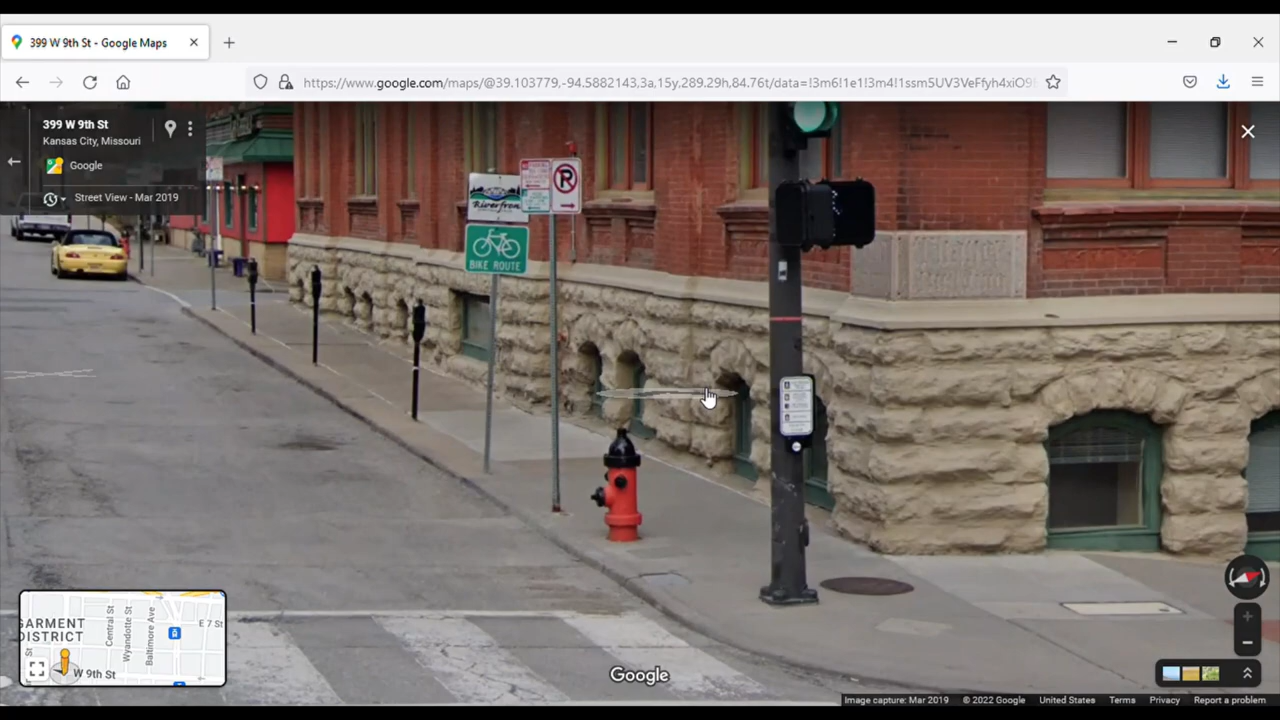 399 W 9th St - Google Maps
https://www.google.com/maps/@39.103779,-94.5882143,3a,15y,289.29h,84.76t/data=!3m6!1e1!3m4!1ssm5UV3VeFfyh4xiO9
399 W 9th St
Kansas City, Missouri
Google
Street View - Mar 2019
Riverfront
P
BIKE ROUTE
GARMENT
DISTRICT
Central St
Wyandotte St
Baltimore Ave
E 7 St
W 9th St
Google
Image capture: Mar 2019 © 2022 Google United States Terms Privacy Report a problem